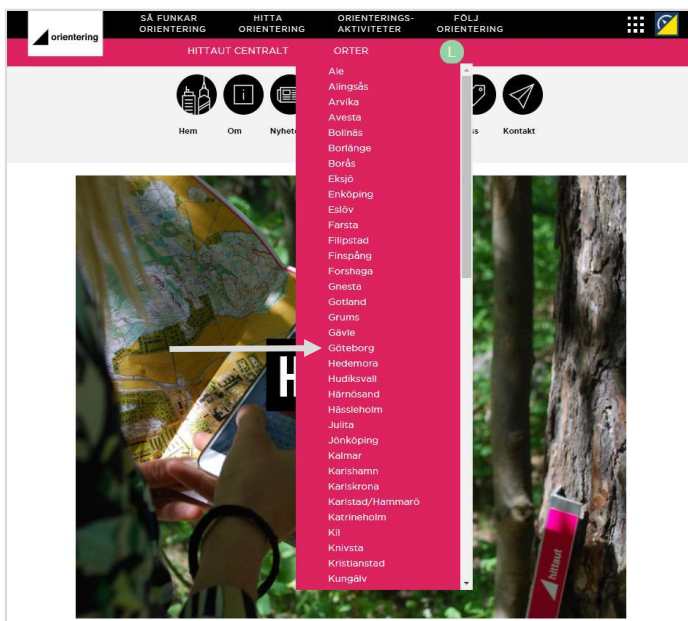 orientering
SÅ FUNKAR
ORIENTERING
HITTA
ORIENTERING
ORIENTERINGS-
AKTIVITETER
FÖLJ
ORIENTERING
HITTAUT CENTRALT
ORTER
L
Hem
Om
Kontakt
Ale
Alingsås
Arvika
Avesta
Bollnäs
Borlänge
Borås
Eksjö
Enköping
Eslöv
Farsta
Filipstad
Finspång
Forshaga
Gnesta
Gotland
Grums
Gävle
Göteborg
Hedemora
Hudiksvall
Härnösand
Hässleholm
Julita
Jönköping
Kalmar
Karlshamn
Karlskrona
Karlstad/Hammarö
Katrineholm
Kil
Knivsta
Kristianstad
Kungälv
H
hittaut